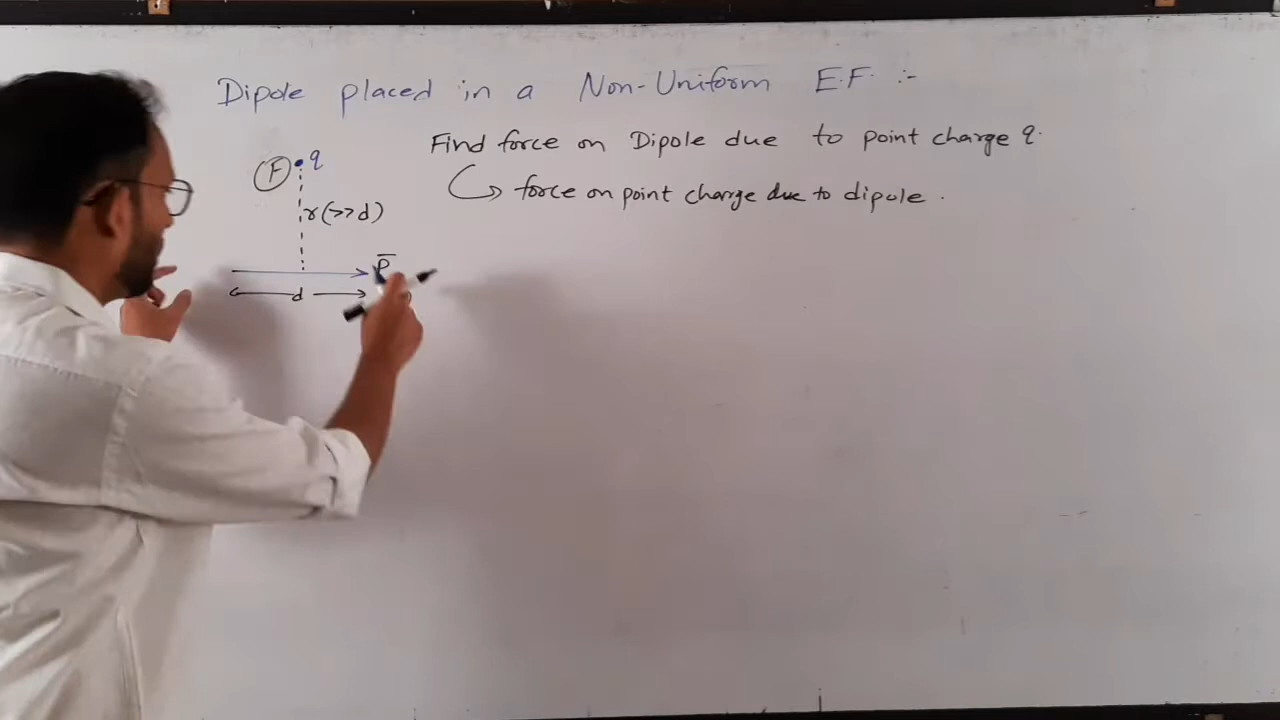 Dipole placed in a Non-Uniform E.F. :-
Find force on Dipole due to point charge q.
force on point charge due to dipole.
F q
r(>>d)
P
d